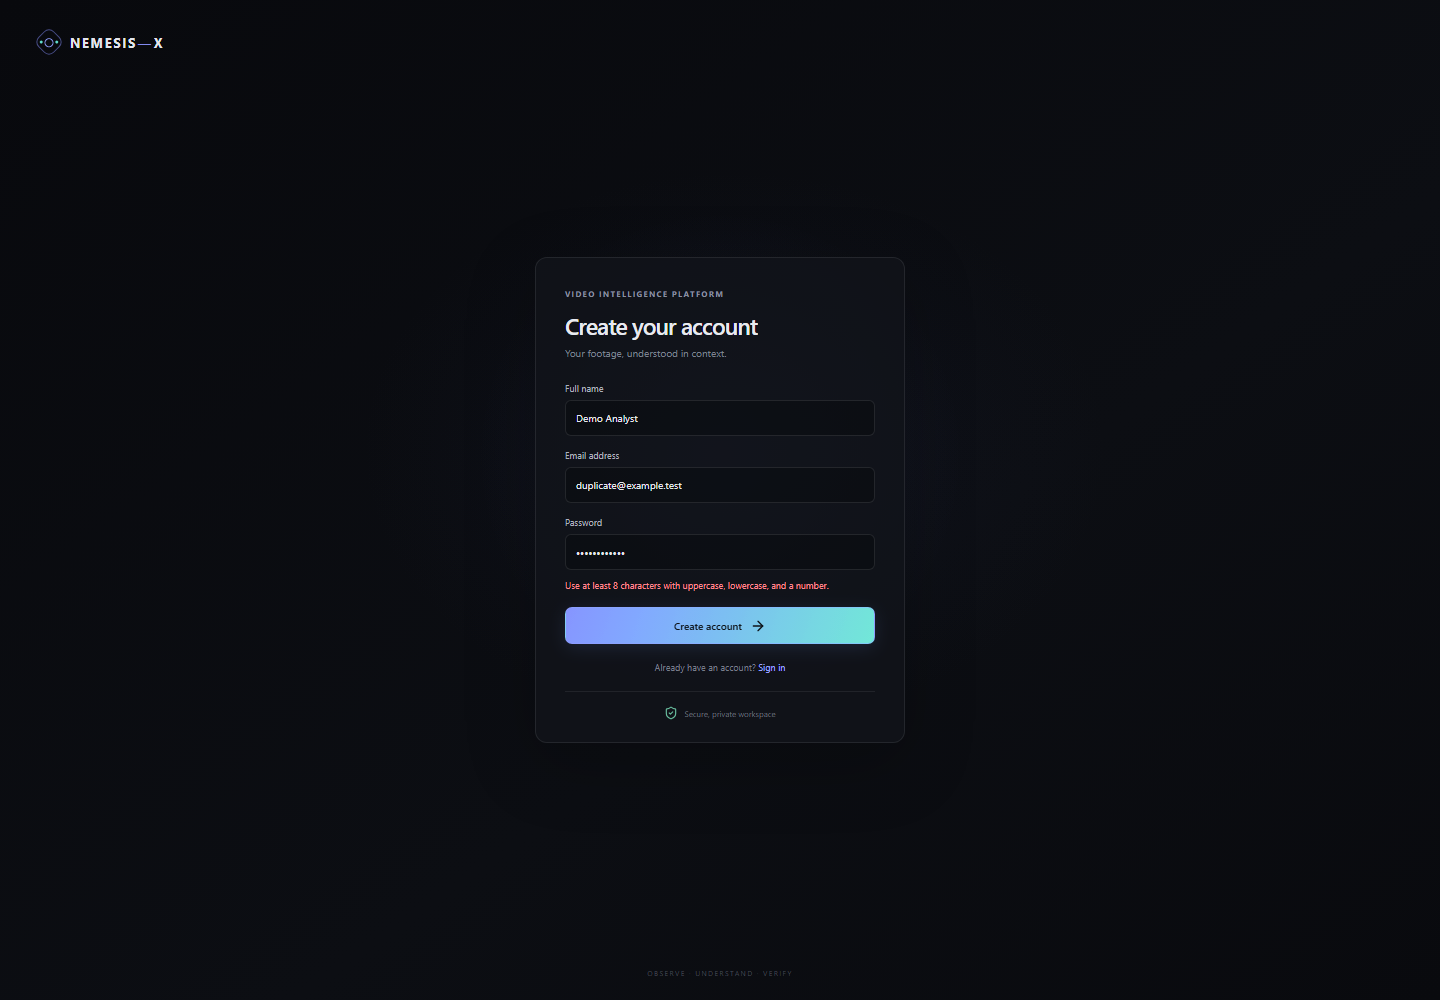 NEMESIS—X
VIDEO INTELLIGENCE PLATFORM
Create your account
Your footage, understood in context.
Full name
Demo Analyst
Email address
duplicate@example.test
Password
••••••••••••
Use at least 8 characters with uppercase, lowercase, and a number.
Create account
Already have an account? Sign in
Secure, private workspace
OBSERVE · UNDERSTAND · VERIFY